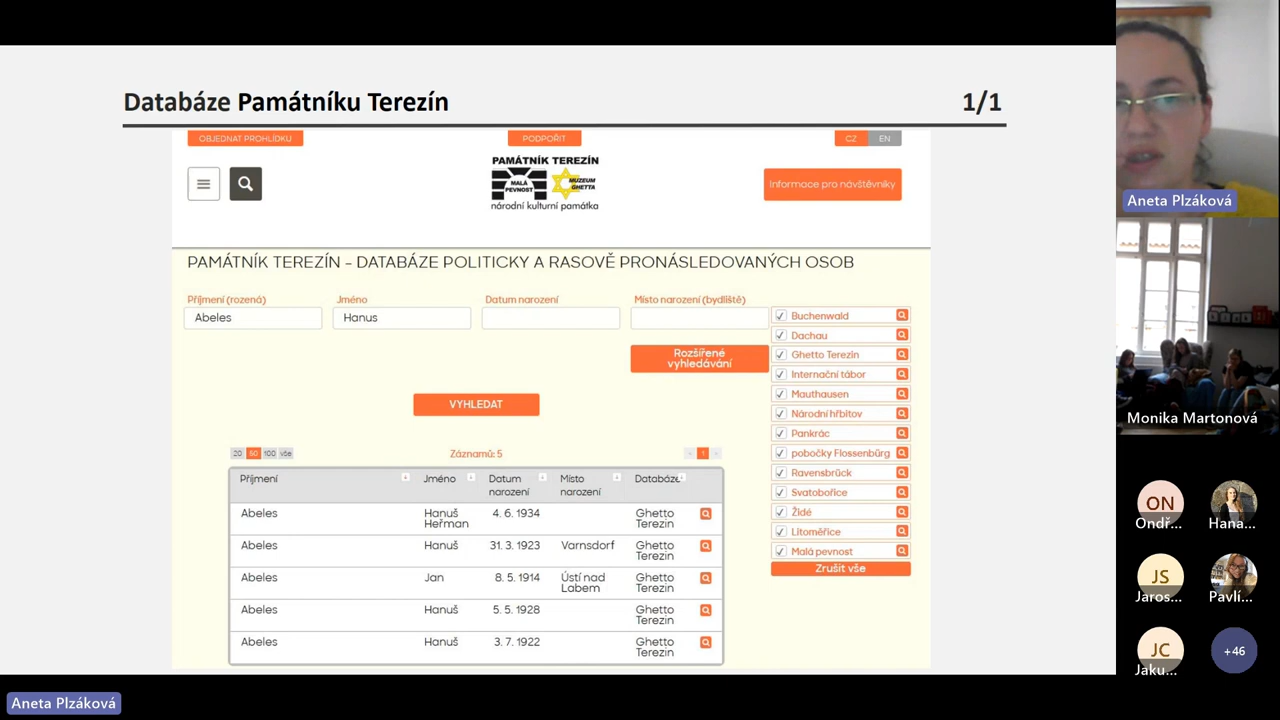 Databáze Památníku Terezín
1/1
OBJEDNAT PROHLÍDKU
PODPOŘIT
CZ
EN
PAMÁTNÍK TEREZÍN
MALÁ PEVNOST
MUZEUM GHETTA
národní kulturní památka
Informace pro návštěvníky
PAMÁTNÍK TEREZÍN – DATABÁZE POLITICKY A RASOVĚ PRONÁSLEDOVANÝCH OSOB
Příjmení (rozená)
Jméno
Datum narození
Místo narození (bydliště)
Abeles
Hanus
Rozšířené
vyhledávání
VYHLEDAT
Buchenwald
Dachau
Ghetto Terezín
Internační tábor
Mauthausen
Národní hřbitov
Pankrác
pobočky Flossenbürg
Ravensbrück
Svatobořice
Židé
Litoměřice
Malá pevnost
Zrušit vše
20 50 100 vše
Záznamů: 5
1
Příjmení Jméno Datum narození Místo narození Databáze
Abeles Hanuš Heřman 4. 6. 1934 Ghetto Terezín
Abeles Hanuš 31. 3. 1923 Varnsdorf Ghetto Terezín
Abeles Jan 8. 5. 1914 Ústí nad Labem Ghetto Terezín
Abeles Hanuš 5. 5. 1928 Ghetto Terezín
Abeles Hanuš 3. 7. 1922 Ghetto Terezín
Aneta Plzáková
Monika Martonová
ON
Ondř...
Hana...
JS
Jaros...
Pavlí...
JC
Jaku...
+46
Aneta Plzáková